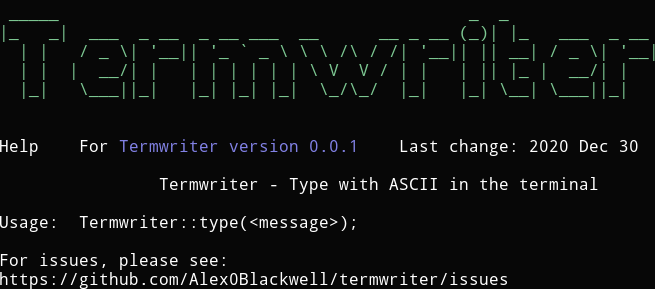 Termwriter
Help For Termwriter version 0.0.1 Last change: 2020 Dec 30
Termwriter - Type with ASCII in the terminal
Usage: Termwriter::type(<message>);
For issues, please see:
https://github.com/Alex0Blackwell/termwriter/issues